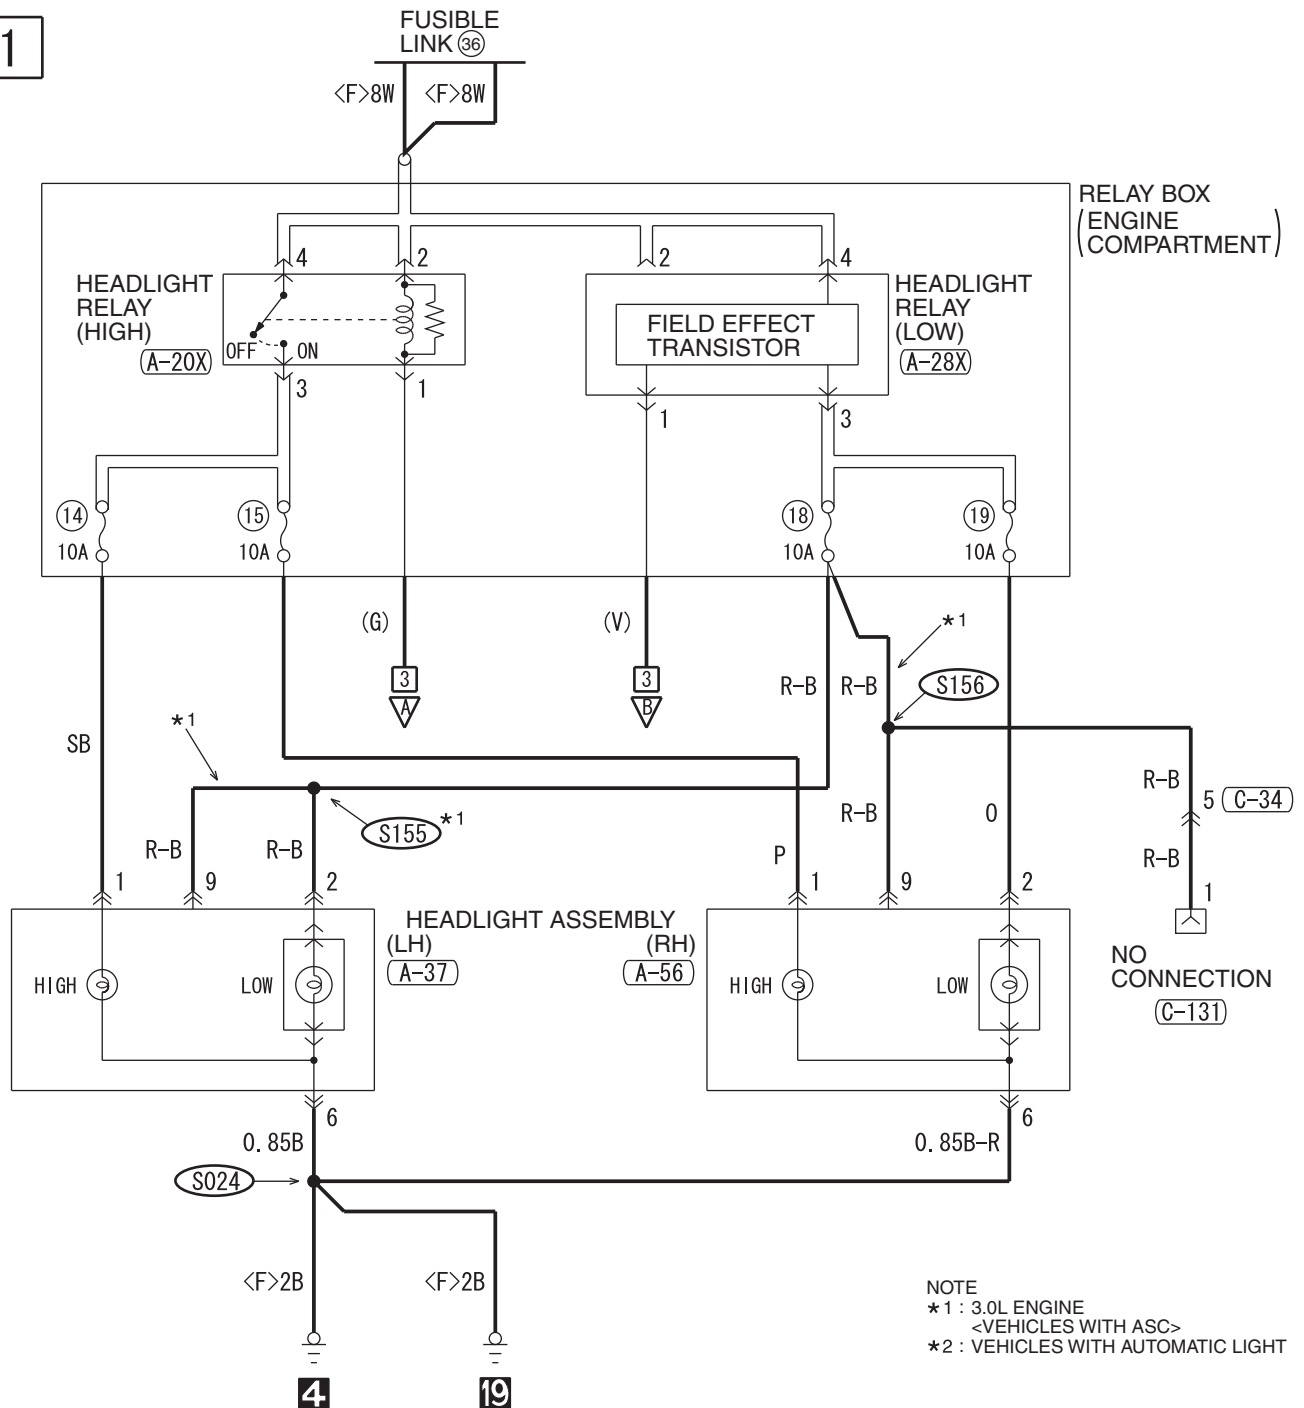 1
FUSIBLE
LINK 36
<F>8W <F>8W
RELAY BOX
(ENGINE
COMPARTMENT)
4 2 2 4
HEADLIGHT
RELAY
(HIGH)
A-20X
OFF ON
FIELD EFFECT
TRANSISTOR
HEADLIGHT
RELAY
(LOW)
A-28X
3 1 1 3
14 15 18 19
10A 10A 10A 10A
(G) (V) *1
3 3 R-B R-B S156
A B
*1
SB
R-B
5 C-34
S155 *1
R-B O
R-B R-B P R-B
1 9 2 1 9 2 1
HEADLIGHT ASSEMBLY
(LH) (RH)
A-37 A-56
HIGH LOW HIGH LOW
NO
CONNECTION
C-131
6 6
0.85B 0.85B-R
S024
<F>2B <F>2B
4 19
NOTE
*1 : 3.0L ENGINE
<VEHICLES WITH ASC>
*2 : VEHICLES WITH AUTOMATIC LIGHT